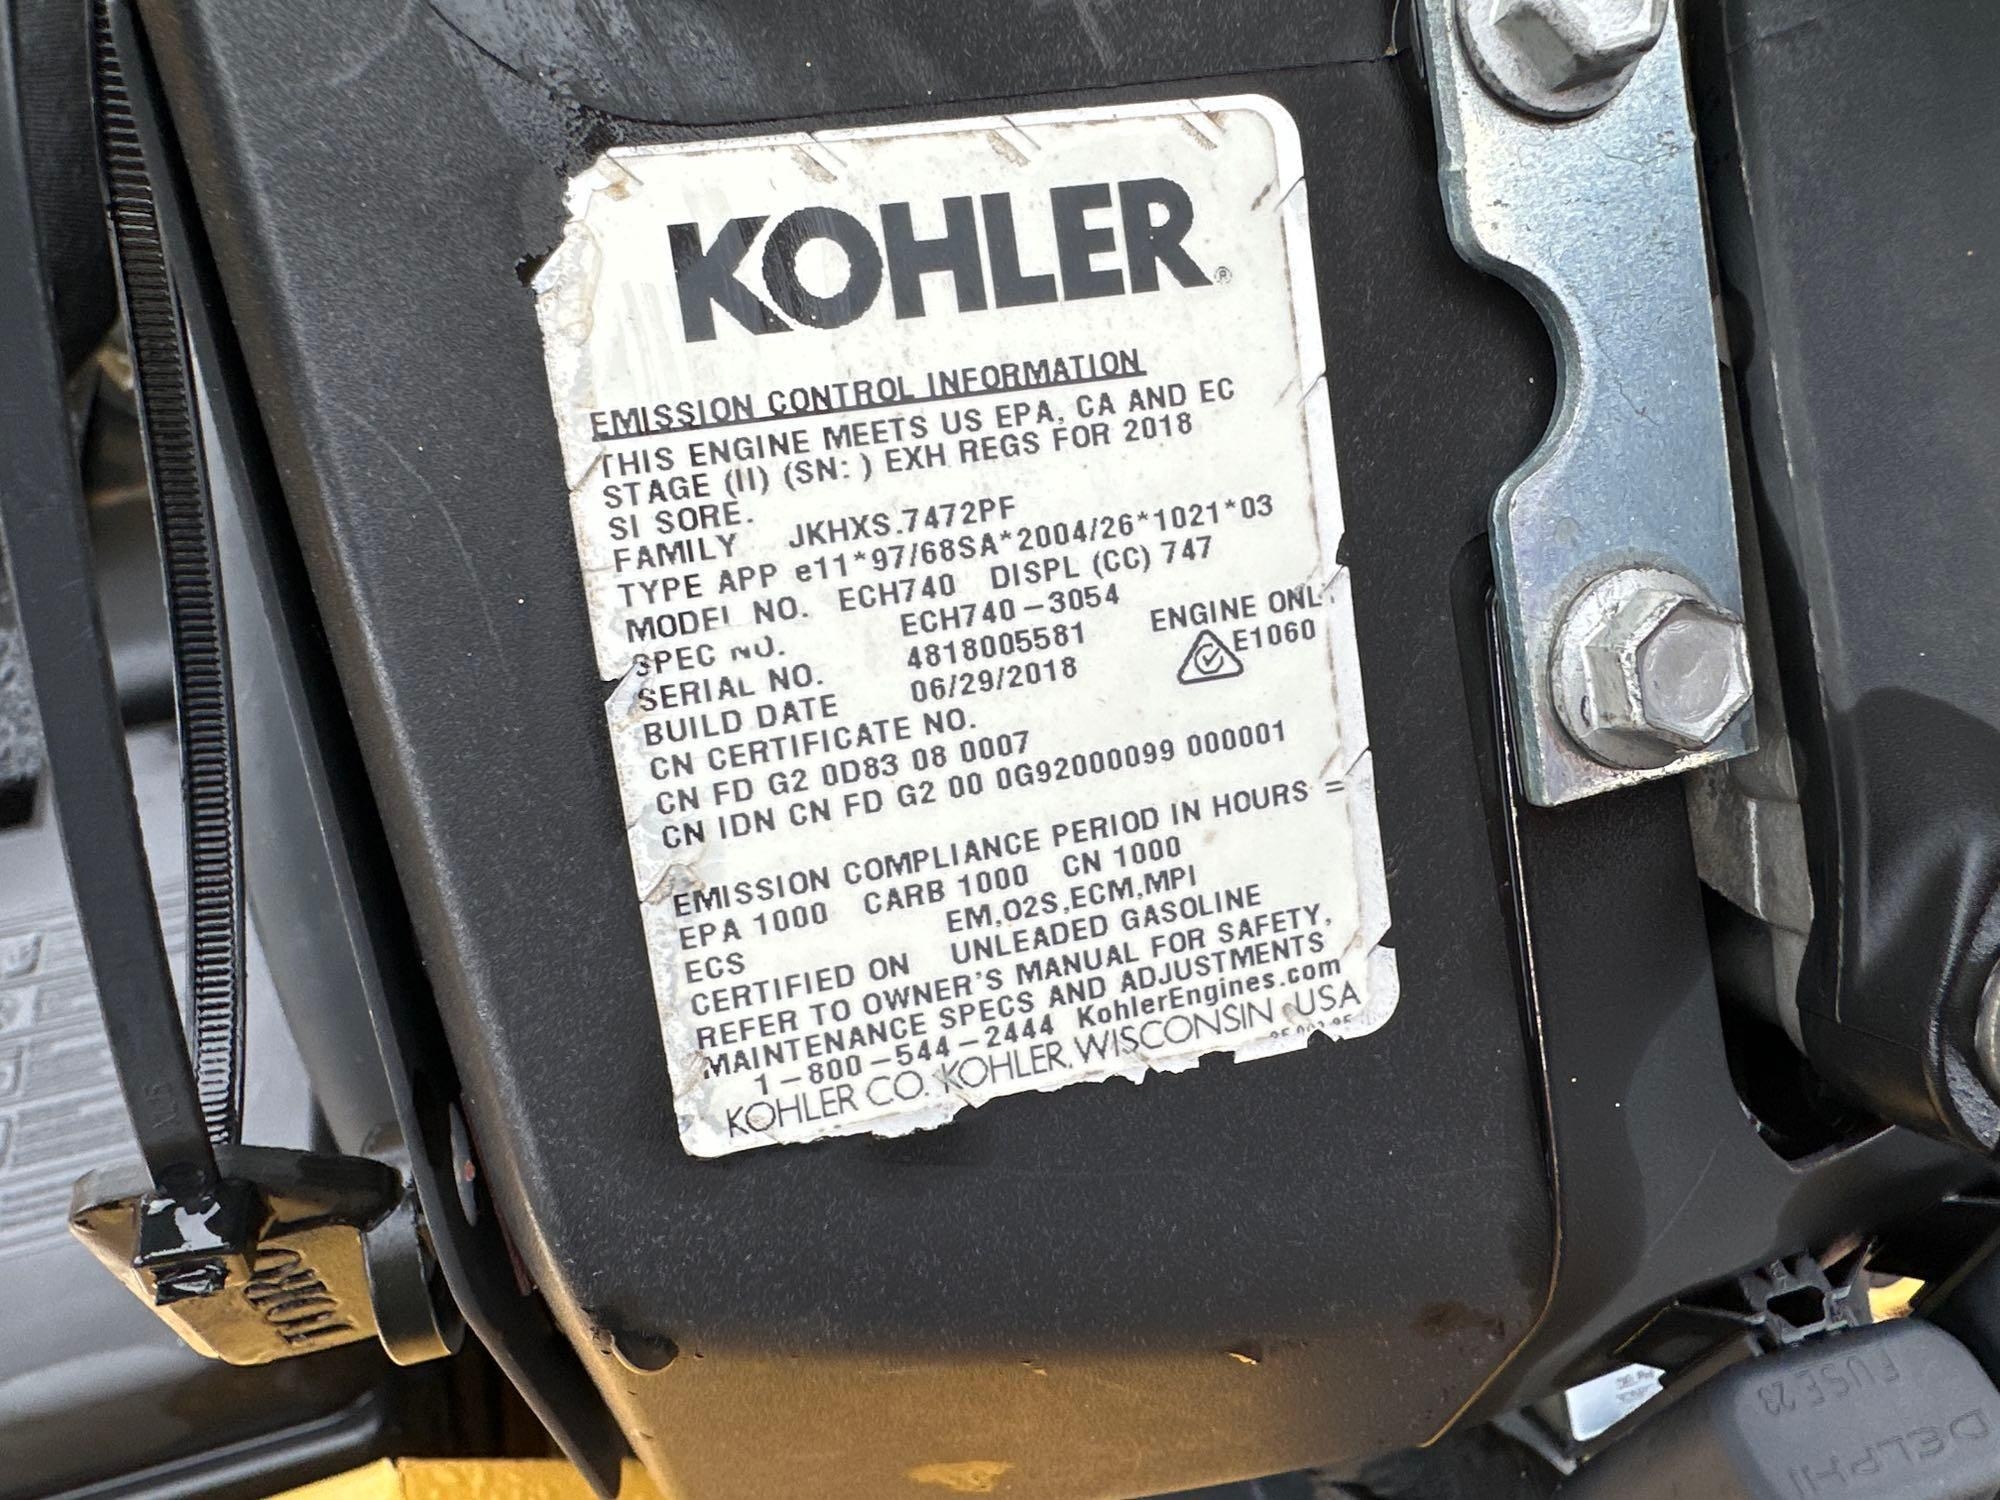 KOHLER®
EMISSION CONTROL INFORMATION
THIS ENGINE MEETS US EPA, CA AND EC
STAGE (II) (SN: ) EXH REGS FOR 2018
SI SORE.
FAMILY JKHXS.7472PF
TYPE APP e11*97/68SA*2004/26*1021*03
MODEL NO. ECH740 DISPL (CC) 747
SPEC NO. ECH740-3054
SERIAL NO. 4818005581 ENGINE ONLY
BUILD DATE 06/29/2018 E1060
CN CERTIFICATE NO.
CN FD G2 0D83 08 0007
CN IDN CN FD G2 00 0G92000099 000001
EMISSION COMPLIANCE PERIOD IN HOURS =
EPA 1000 CARB 1000 CN 1000
ECS EM,O2S,ECM,MPI
CERTIFIED ON UNLEADED GASOLINE
REFER TO OWNER'S MANUAL FOR SAFETY,
MAINTENANCE SPECS AND ADJUSTMENTS
1-800-544-2444 KohlerEngines.com
KOHLER CO. KOHLER, WISCONSIN USA
TORO
FUSE 23
DELPHI